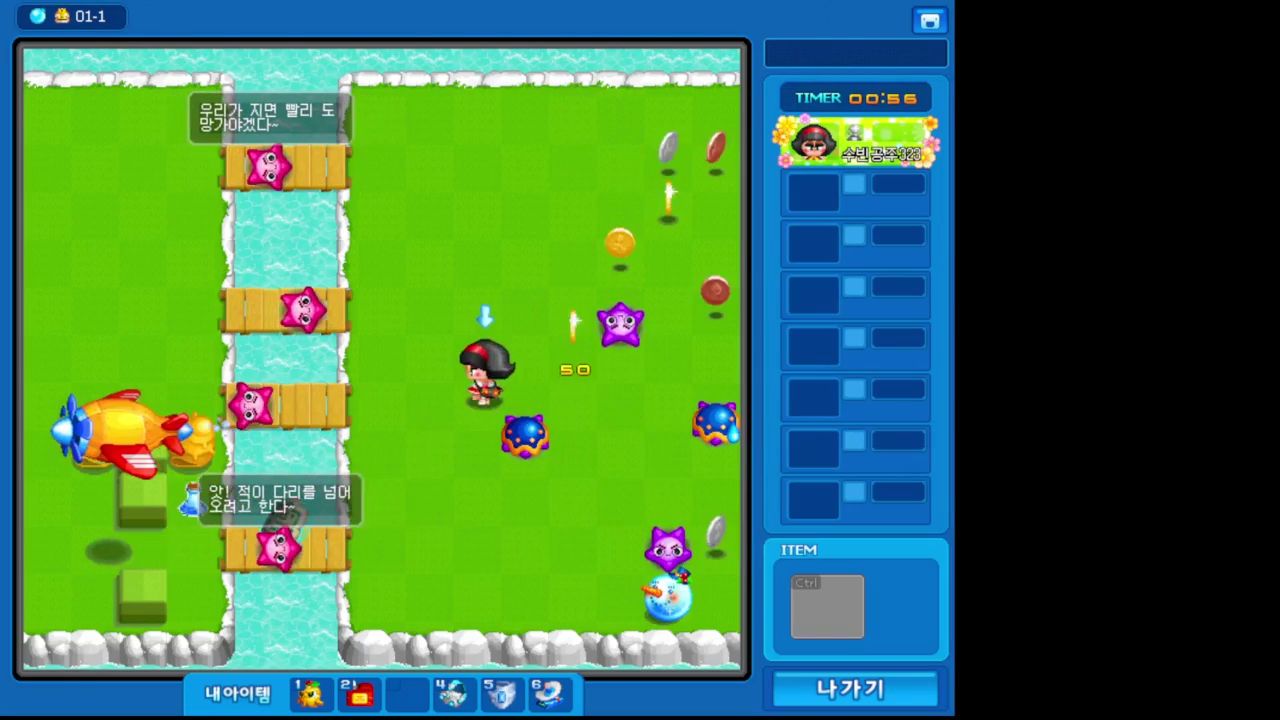 01-1
우리가 지면 빨리 도
망가야겠다~
TIMER 00:56
수빈공주323
50
앗! 적이 다리를 넘어
오려고 한다~
ITEM
Ctrl
내아이템
1
2
4
5
6
나가기